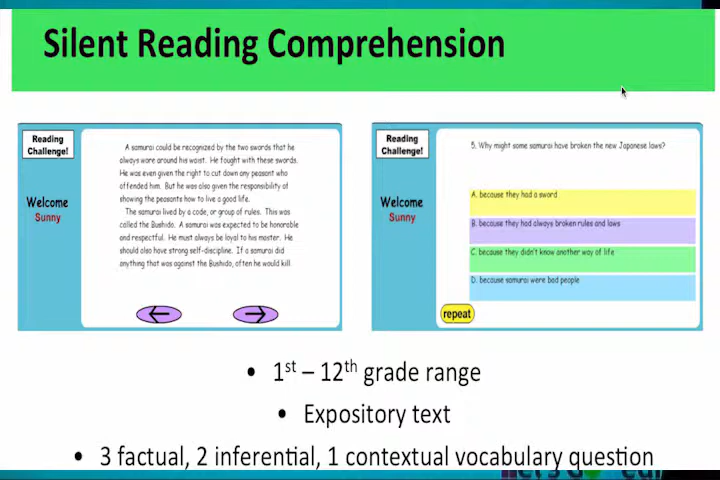 Silent Reading Comprehension
Reading
Challenge!
Welcome
Sunny
A samurai could be recognized by the two swords that he
always wore around his waist. He fought with these swords.
He was even given the right to cut down any peasant who
offended him. But he was also given the responsibility of
showing the peasants how to live a good life.
The samurai lived by a code, or group of rules. This was
called the Bushido. A samurai was expected to be honorable
and respectful. He must always be loyal to his master. He
should also have strong self-discipline. If a samurai did
anything that was against the Bushido, often he would kill
Reading
Challenge!
Welcome
Sunny
5. Why might some samurai have broken the new Japanese laws?
A. because they had a sword
B. because they had always broken rules and laws
C. because they didn't know another way of life
D. because samurai were bad people
repeat
• 1st – 12th grade range
• Expository text
• 3 factual, 2 inferential, 1 contextual vocabulary question